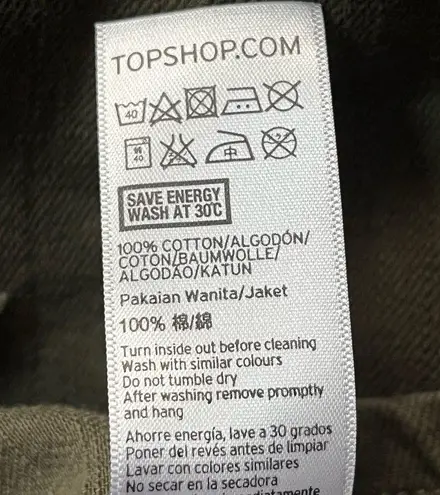 TOPSHOP.COM
40
中
SAVE ENERGY
WASH AT 30C
100% COTTON/ALGODÓN/
COTON/BAUMWOLLE/
ALGODÃO/KATUN
Pakaian Wanita/Jaket
100% 棉/綿
Turn inside out before cleaning
Wash with similar colours
Do not tumble dry
After washing remove promptly
and hang
Ahorre energía, lave a 30 grados
Poner del revés antes de limpiar
Lavar con colores similares
No secar en la secadora